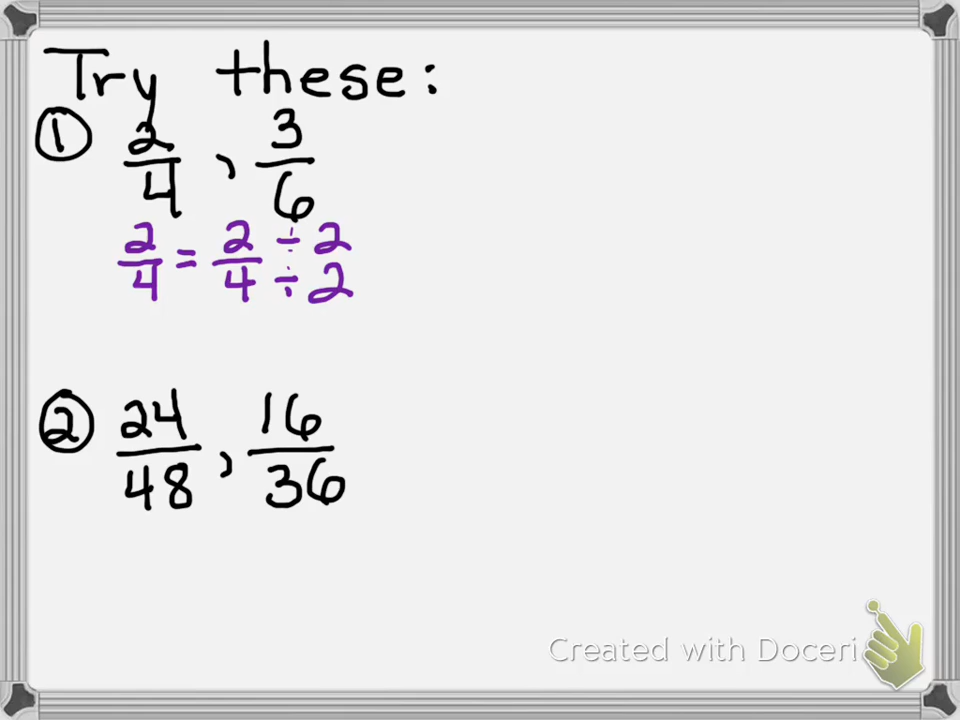 Try these:
① 2/4 , 3/6
2/4 = 2/4 ÷ 2/÷ 2
② 24/48 , 16/36
Created with Doceri